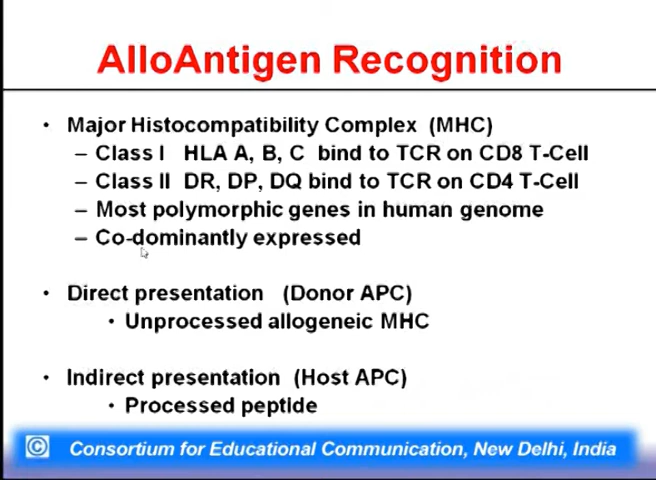 AlloAntigen Recognition
• Major Histocompatibility Complex (MHC)
– Class I HLA A, B, C bind to TCR on CD8 T-Cell
– Class II DR, DP, DQ bind to TCR on CD4 T-Cell
– Most polymorphic genes in human genome
– Co-dominantly expressed
• Direct presentation (Donor APC)
• Unprocessed allogeneic MHC
• Indirect presentation (Host APC)
• Processed peptide
© Consortium for Educational Communication, New Delhi, India